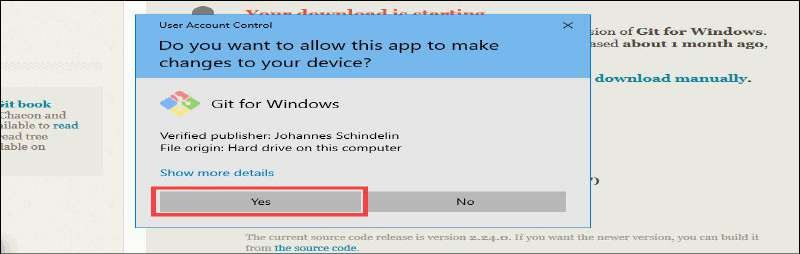 Your download is starting
User Account Control
Do you want to allow this app to make
changes to your device?
sion of Git for Windows.
ased about 1 month ago,
download manually.
Git book
Chacon and
ailable to read
ead tree
lable on
Git for Windows
Verified publisher: Johannes Schindelin
File origin: Hard drive on this computer
Show more details
Yes
No
The current source code release is version 2.24.0. If you want the newer version, you can build it
from the source code.